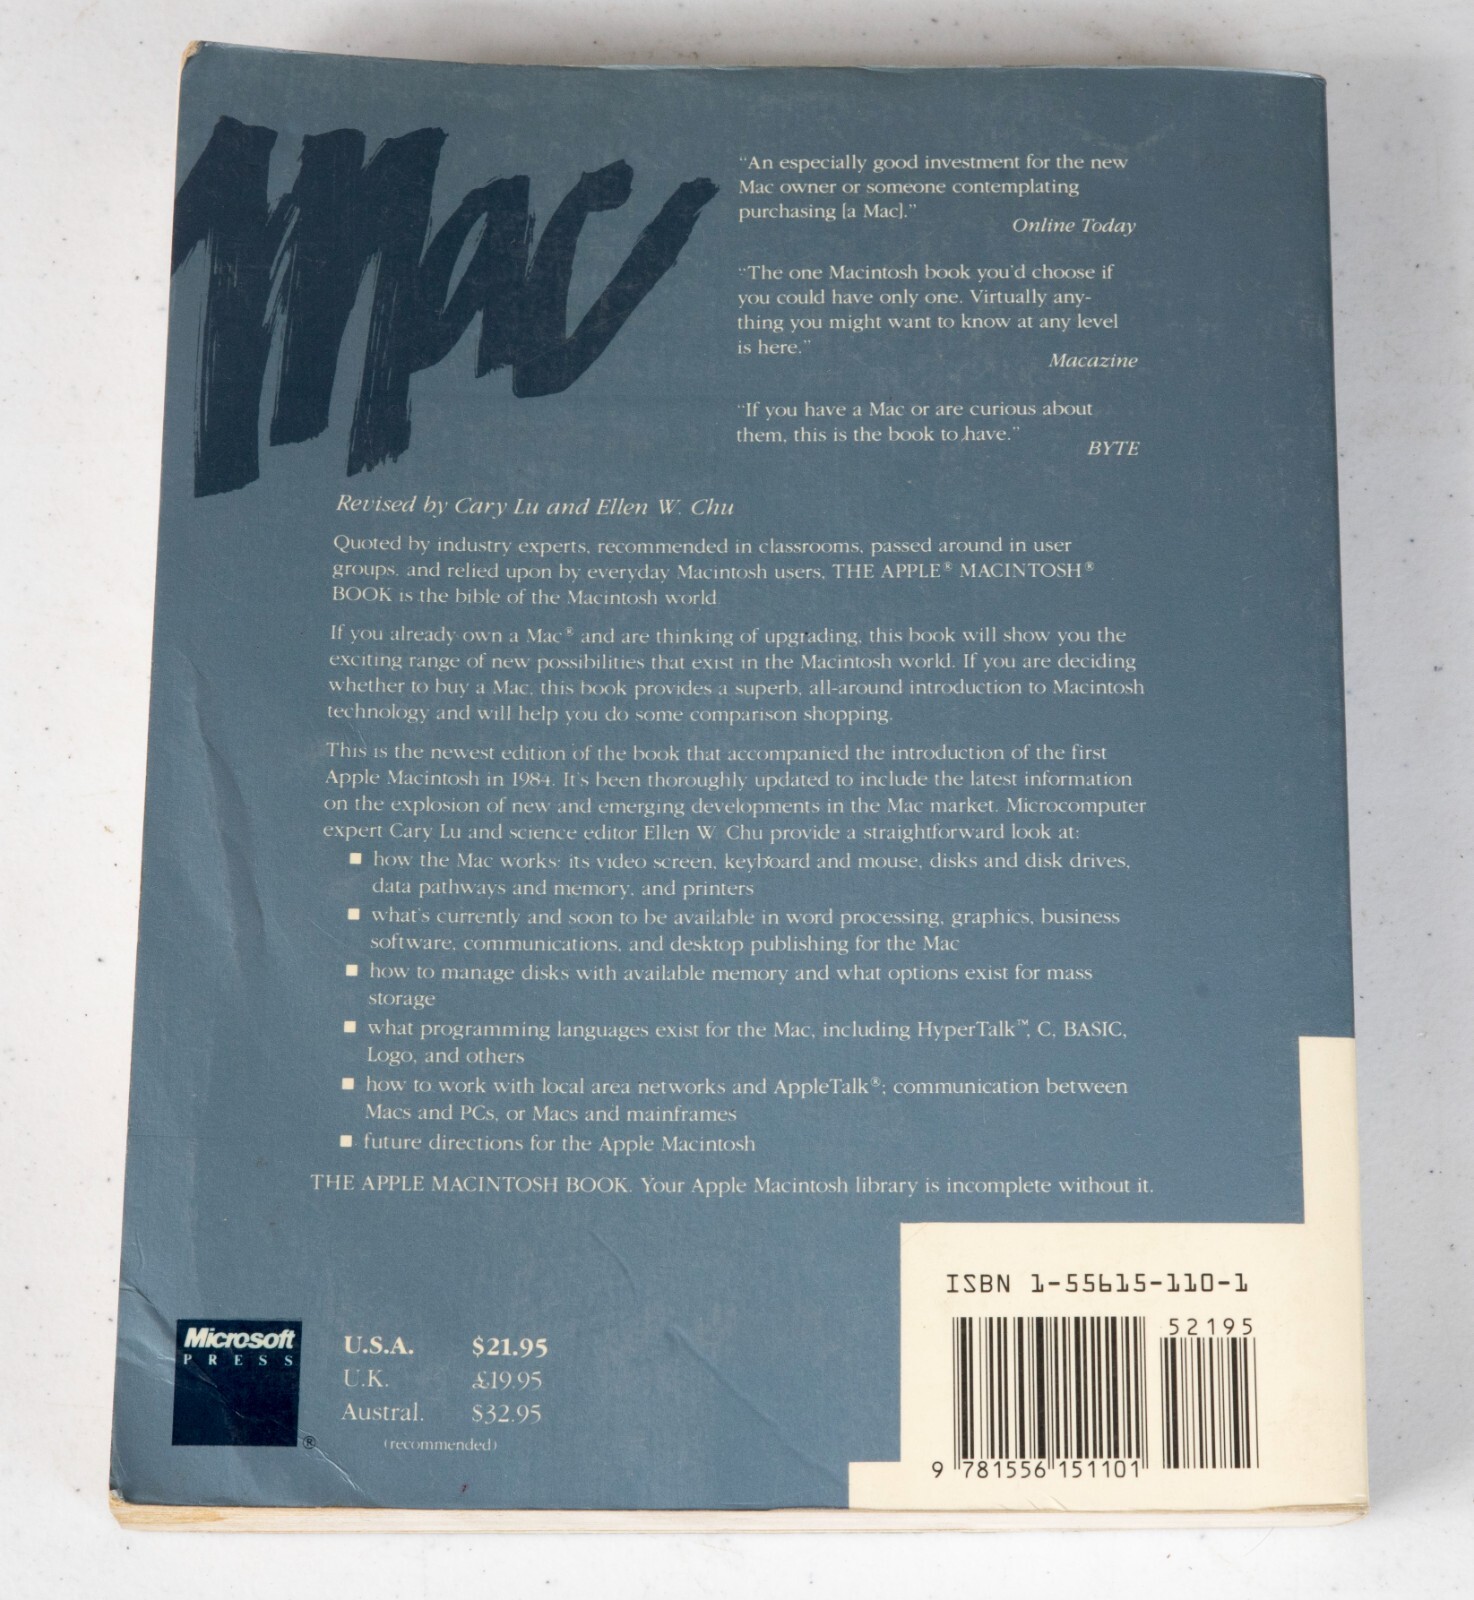 Mac
“An especially good investment for the new
Mac owner or someone contemplating
purchasing [a Mac].”
Online Today
“The one Macintosh book you'd choose if
you could have only one. Virtually any-
thing you might want to know at any level
is here.”
Macazine
“If you have a Mac or are curious about
them, this is the book to have.”
BYTE
Revised by Cary Lu and Ellen W. Chu
Quoted by industry experts, recommended in classrooms, passed around in user
groups, and relied upon by everyday Macintosh users, THE APPLE® MACINTOSH®
BOOK is the bible of the Macintosh world
If you already own a Mac® and are thinking of upgrading, this book will show you the
exciting range of new possibilities that exist in the Macintosh world. If you are deciding
whether to buy a Mac, this book provides a superb, all-around introduction to Macintosh
technology and will help you do some comparison shopping.
This is the newest edition of the book that accompanied the introduction of the first
Apple Macintosh in 1984. It's been thoroughly updated to include the latest information
on the explosion of new and emerging developments in the Mac market. Microcomputer
expert Cary Lu and science editor Ellen W. Chu provide a straightforward look at:
■ how the Mac works: its video screen, keyboard and mouse, disks and disk drives,
data pathways and memory, and printers
■ what's currently and soon to be available in word processing, graphics, business
software, communications, and desktop publishing for the Mac
■ how to manage disks with available memory and what options exist for mass
storage
■ what programming languages exist for the Mac, including HyperTalk™, C, BASIC,
Logo, and others
■ how to work with local area networks and AppleTalk®; communication between
Macs and PCs, or Macs and mainframes
■ future directions for the Apple Macintosh
THE APPLE MACINTOSH BOOK. Your Apple Macintosh library is incomplete without it.
Microsoft
PRESS
®
U.S.A. $21.95
U.K. £19.95
Austral. $32.95
(recommended)
ISBN 1-55615-110-1
52195
9 781556 151101